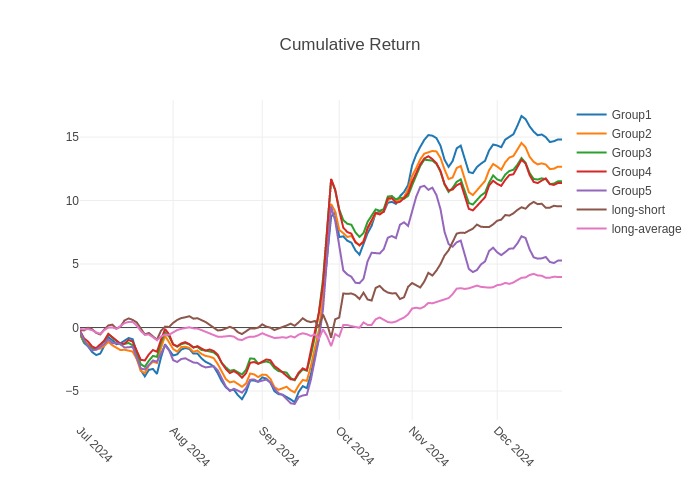 Cumulative Return
15
10
5
0
−5
Jul 2024
Aug 2024
Sep 2024
Oct 2024
Nov 2024
Dec 2024
Group1
Group2
Group3
Group4
Group5
long-short
long-average